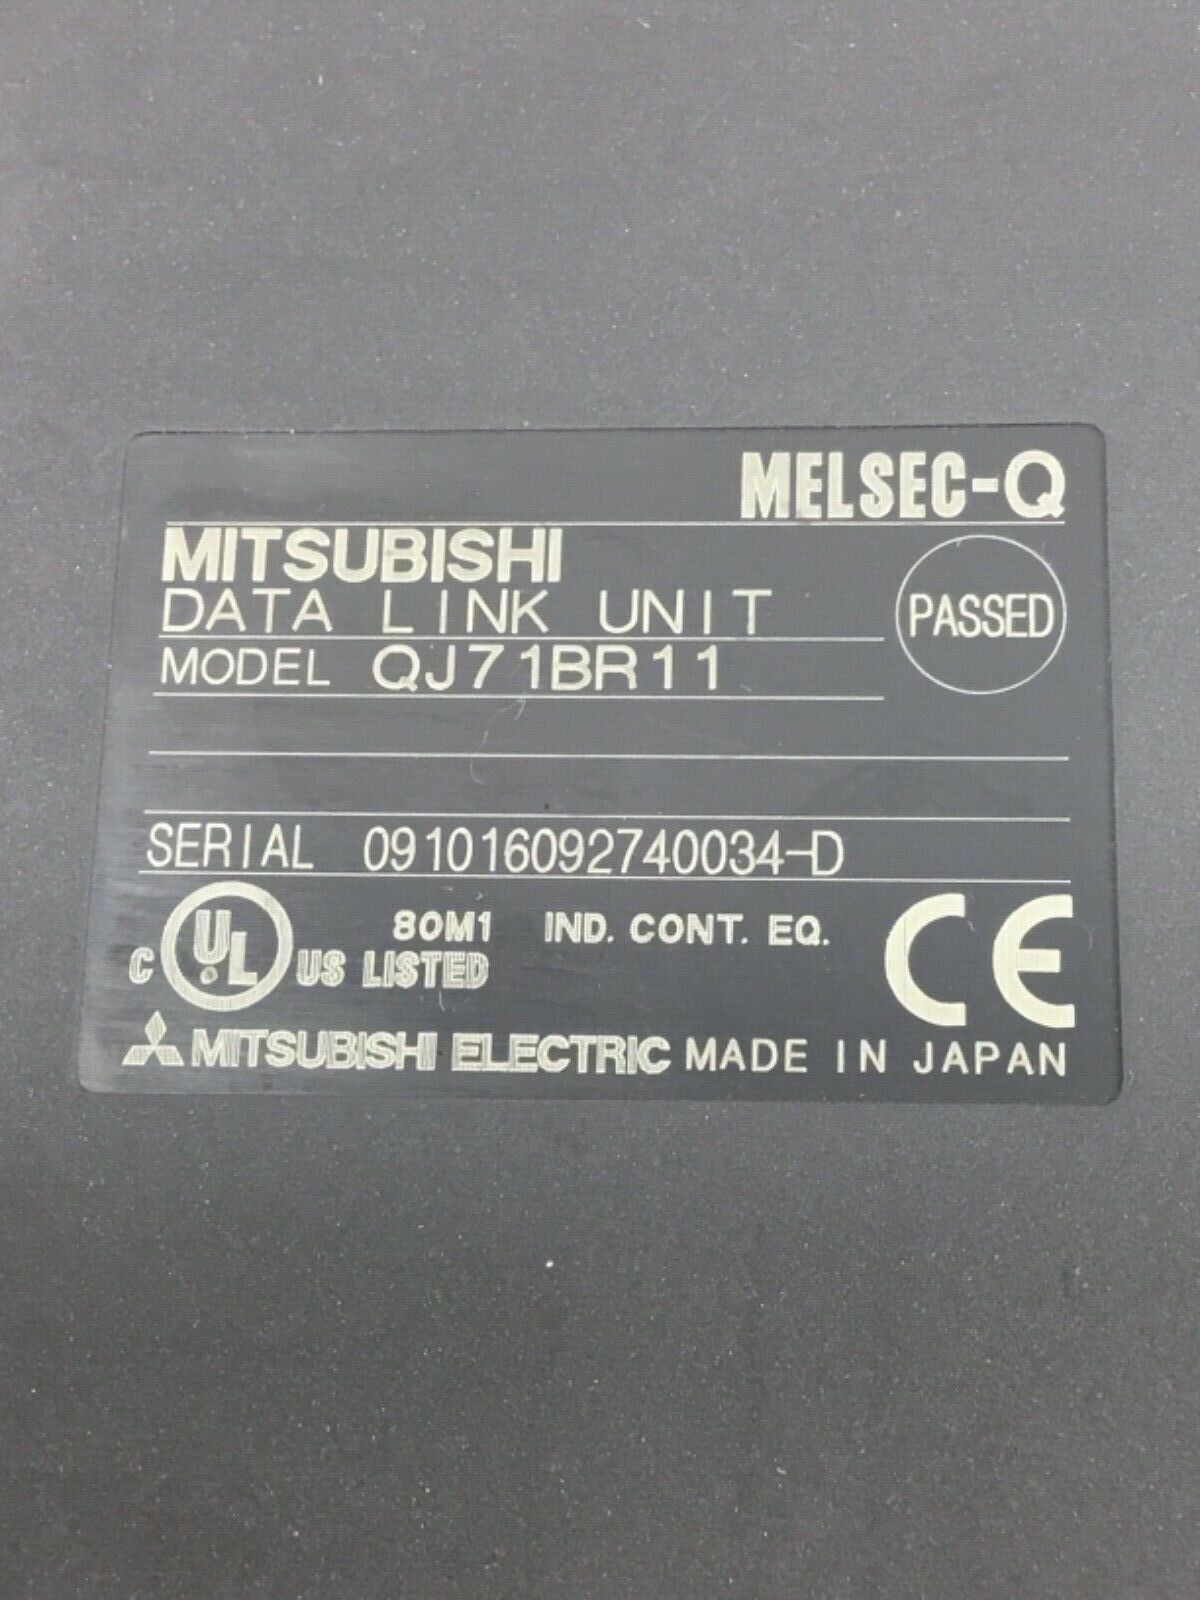 MELSEC-Q
MITSUBISHI
DATA LINK UNIT
PASSED
MODEL QJ71BR11
SERIAL 091016092740034-D
C UL US LISTED 80M1 IND. CONT. EQ.
CE
MITSUBISHI ELECTRIC MADE IN JAPAN